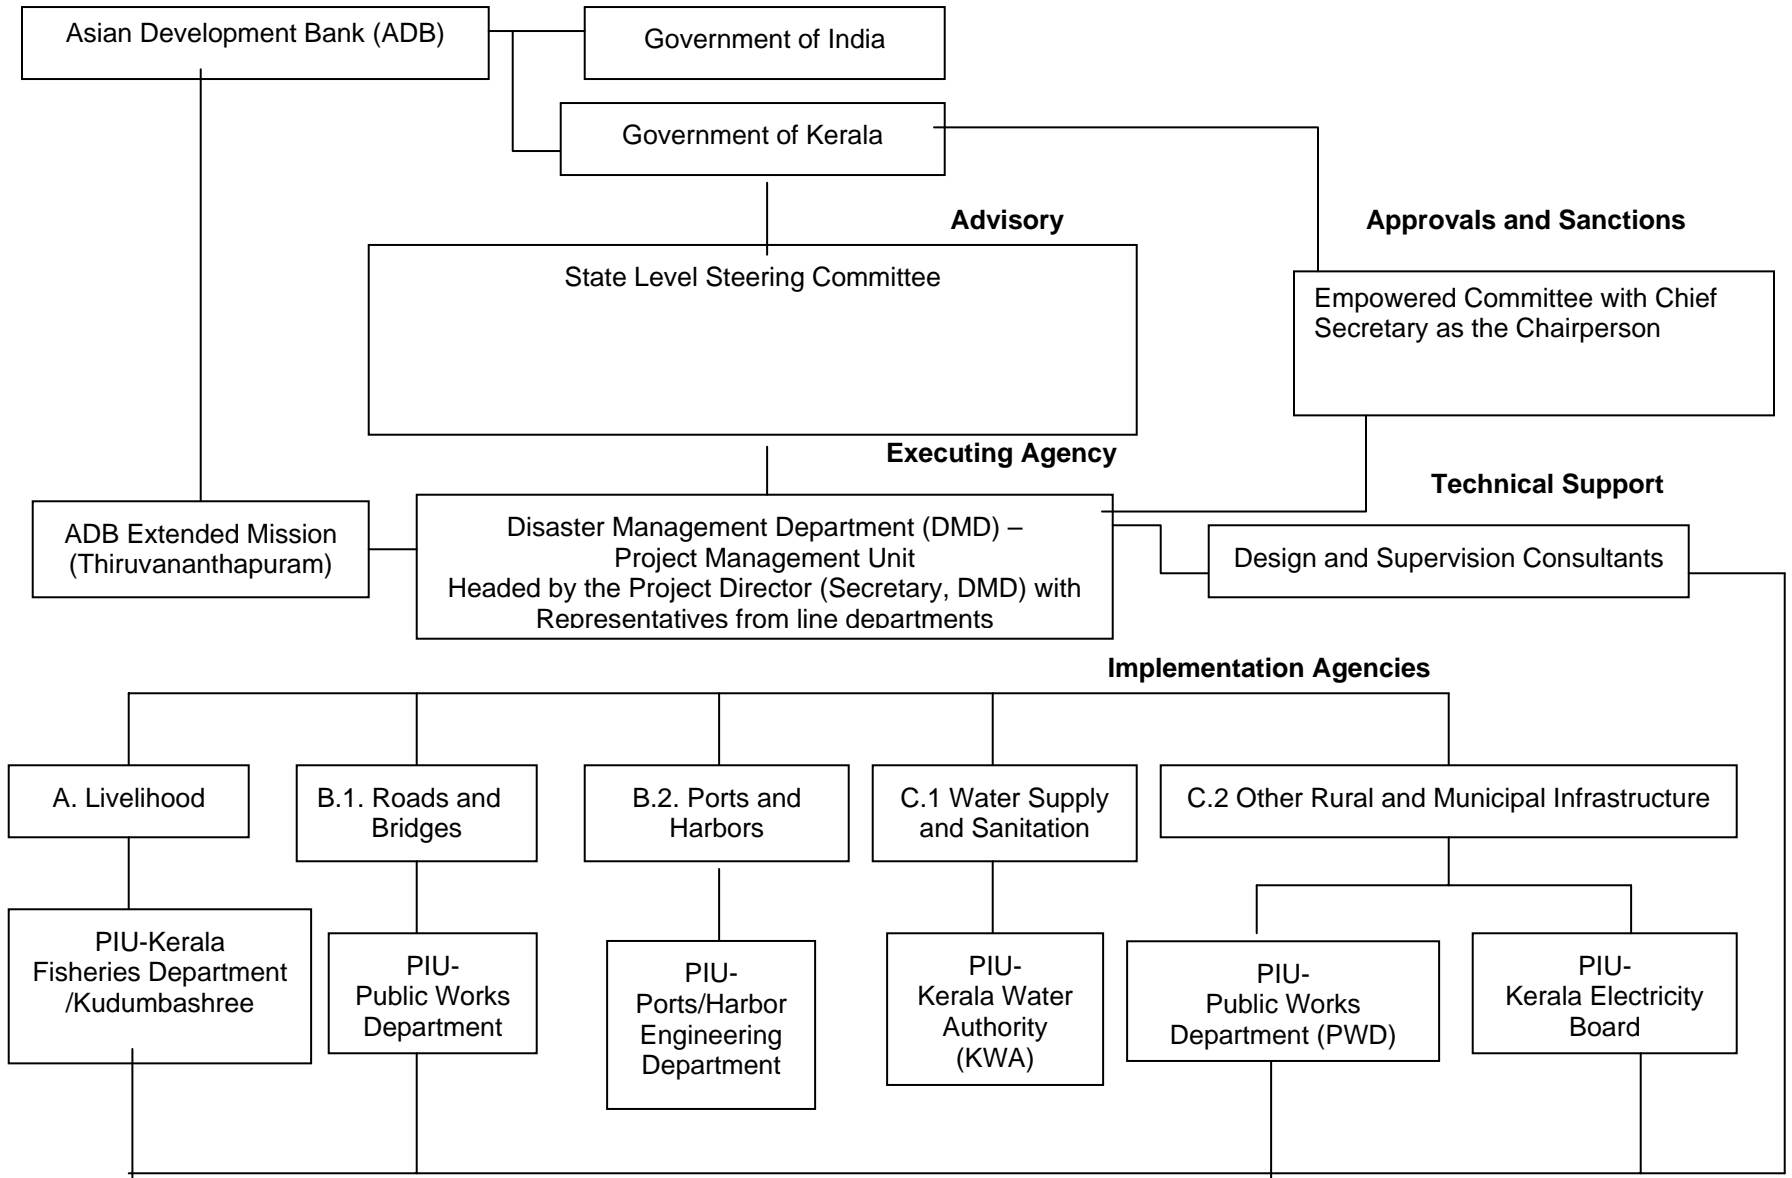 Asian Development Bank (ADB)
Government of India
Government of Kerala
Advisory
Approvals and Sanctions
State Level Steering Committee
Empowered Committee with Chief
Secretary as the Chairperson
Executing Agency
Technical Support
ADB Extended Mission
(Thiruvananthapuram)
Disaster Management Department (DMD) –
Project Management Unit
Headed by the Project Director (Secretary, DMD) with
Representatives from line departments
Design and Supervision Consultants
Implementation Agencies
A. Livelihood
B.1. Roads and
Bridges
B.2. Ports and
Harbors
C.1 Water Supply
and Sanitation
C.2 Other Rural and Municipal Infrastructure
PIU-Kerala
Fisheries Department
/Kudumbashree
PIU-
Public Works
Department
PIU-
Ports/Harbor
Engineering
Department
PIU-
Kerala Water
Authority
(KWA)
PIU-
Public Works
Department (PWD)
PIU-
Kerala Electricity
Board